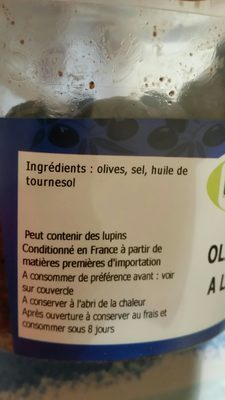 Ingrédients : olives, sel, huile de
tournesol
Peut contenir des lupins
Conditionné en France à partir de
matières premières d'importation
A consommer de préférence avant : voir
sur couvercle
A conserver à l'abri de la chaleur
Après ouverture à conserver au frais et
consommer sous 8 jours
OL
A L